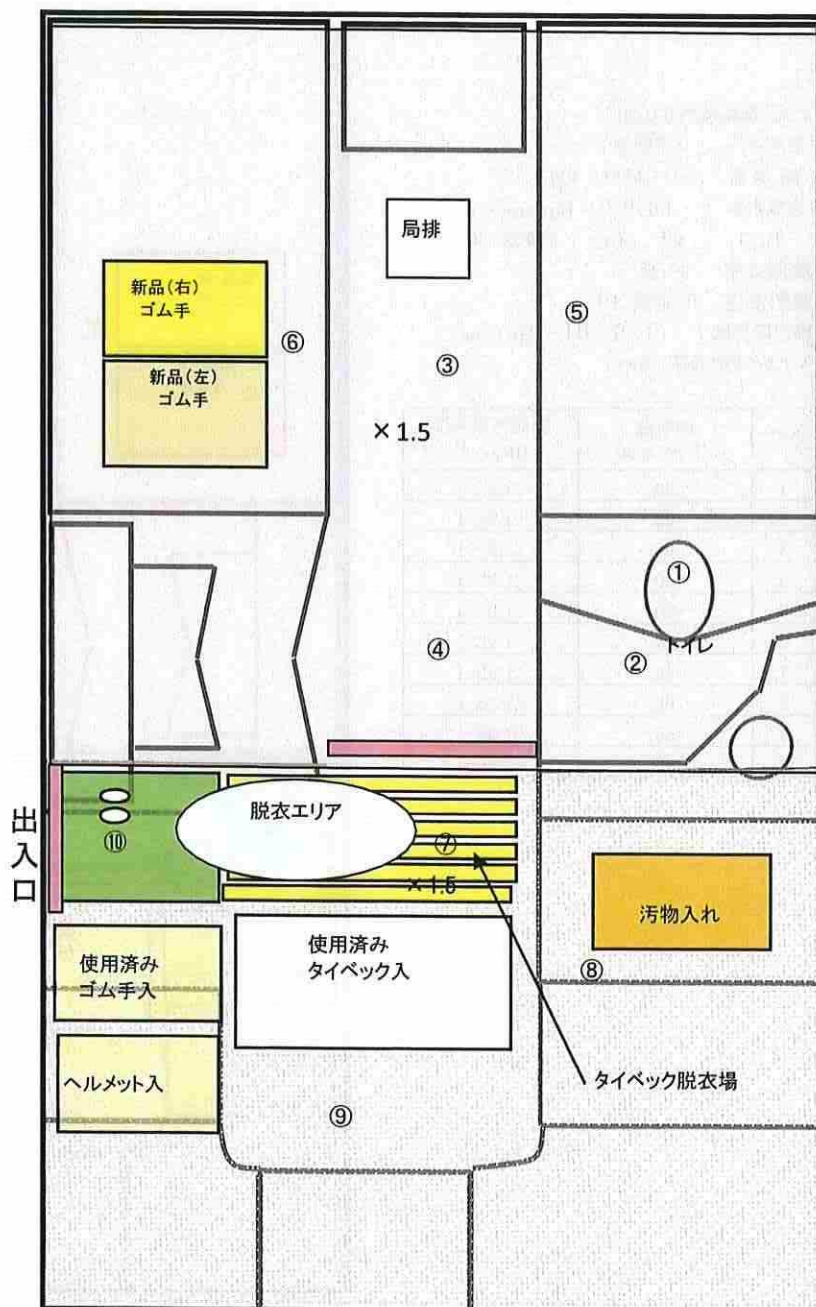 局排
新品(右)
ゴム手
⑥
⑤
新品(左)
ゴム手
③
×1.5
①
トイレ
②
④
出入口
脱衣エリア
⑦
⑩
×1.5
汚物入れ
使用済み
ゴム手入
使用済み
タイベック入
⑧
ヘルメット入
タイベック脱衣場
⑨